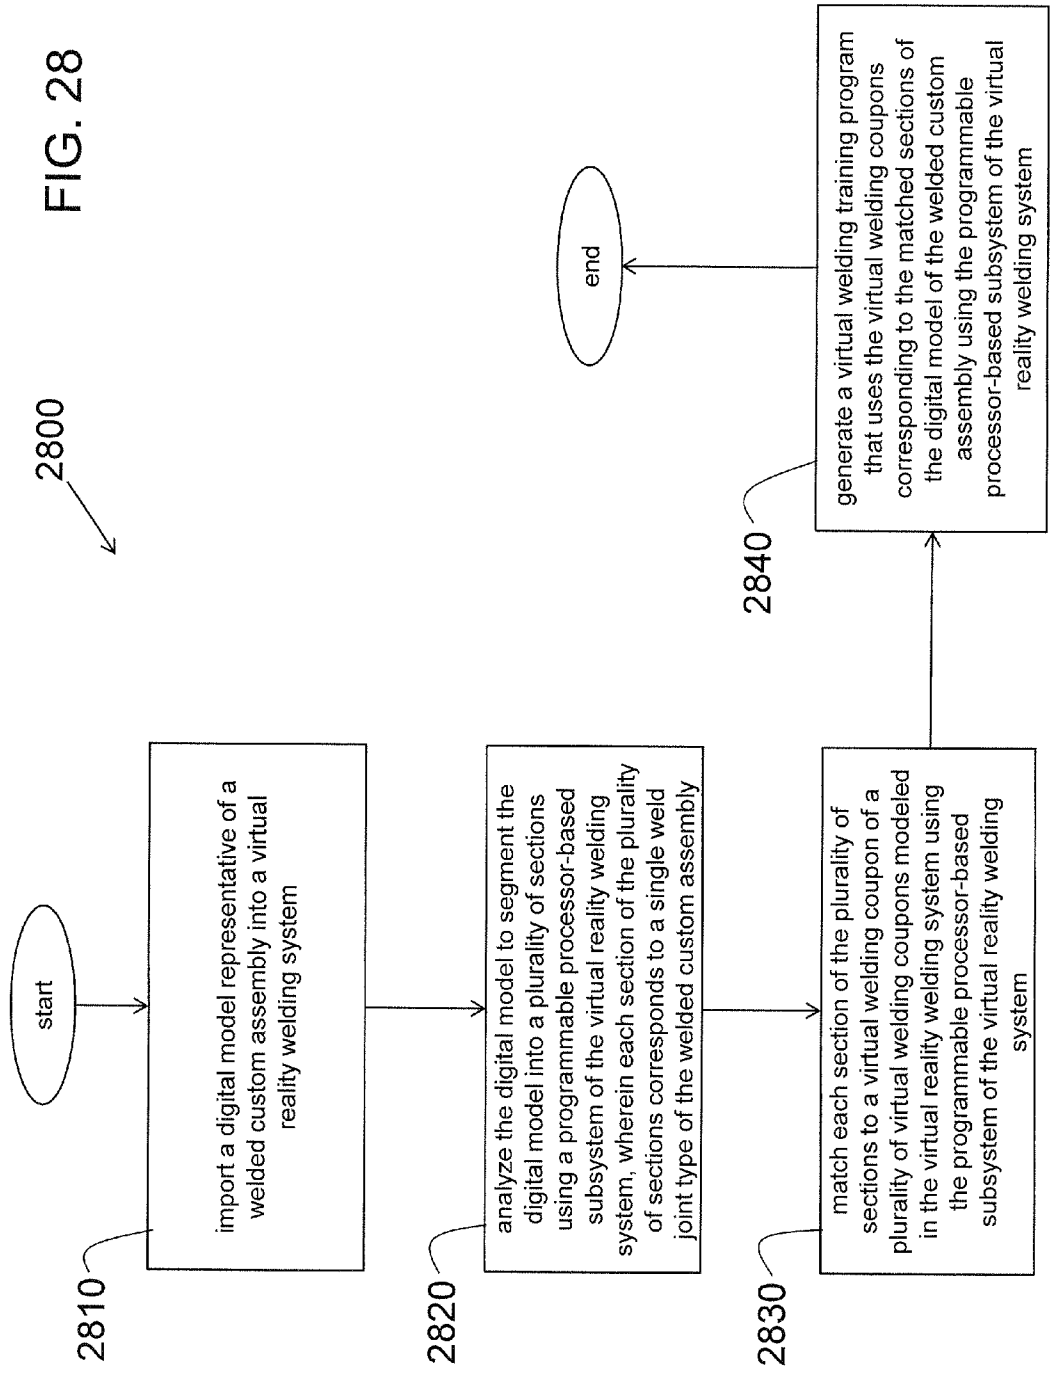 FIG. 28
2800
start
2810
import a digital model representative of a
welded custom assembly into a virtual
reality welding system
2820
analyze the digital model to segment the
digital model into a plurality of sections
using a programmable processor-based
subsystem of the virtual reality welding
system, wherein each section of the plurality
of sections corresponds to a single weld
joint type of the welded custom assembly
2830
match each section of the plurality of
sections to a virtual welding coupon of a
plurality of virtual welding coupons modeled
in the virtual reality welding system using
the programmable processor-based
subsystem of the virtual reality welding
system
2840
generate a virtual welding training program
that uses the virtual welding coupons
corresponding to the matched sections of
the digital model of the welded custom
assembly using the programmable
processor-based subsystem of the virtual
reality welding system
end